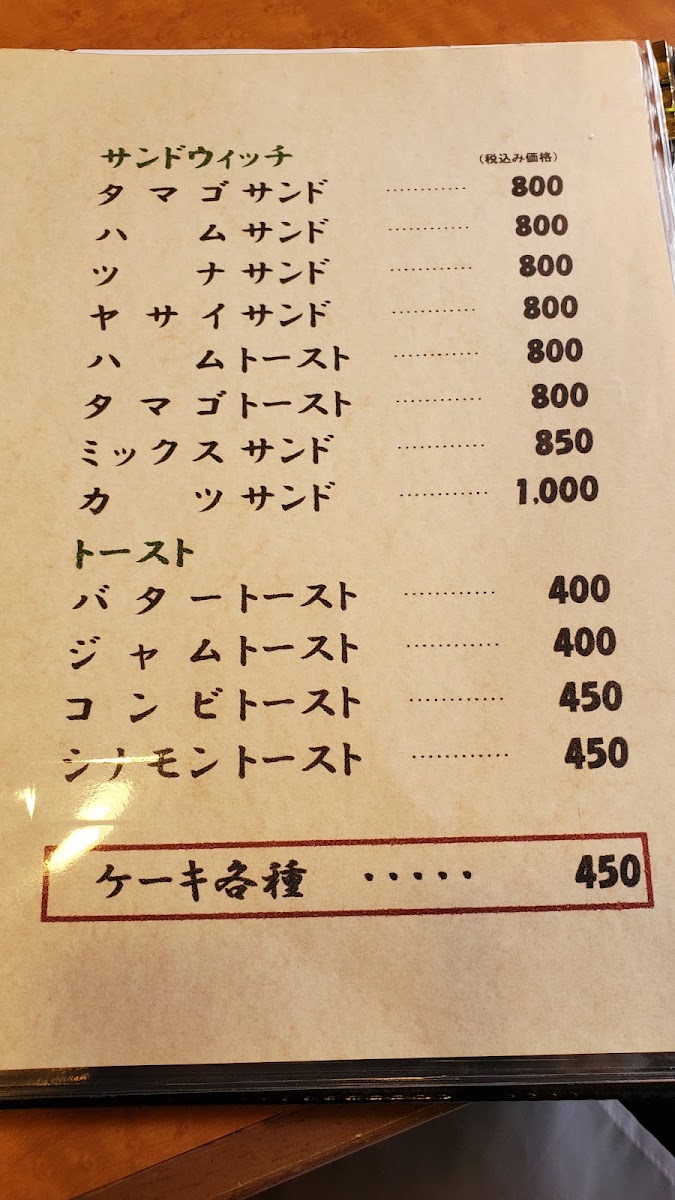 サンドウィッチ (税込み価格)
タマゴサンド ………… 800
ハムサンド ………… 800
ツナサンド ………… 800
ヤサイサンド ………… 800
ハムトースト ………… 800
タマゴトースト ………… 800
ミックスサンド ………… 850
カツサンド ………… 1,000
トースト
バタートースト ………… 400
ジャムトースト ………… 400
コンビトースト ………… 450
シナモントースト ………… 450
ケーキ各種 ・・・・・ 450